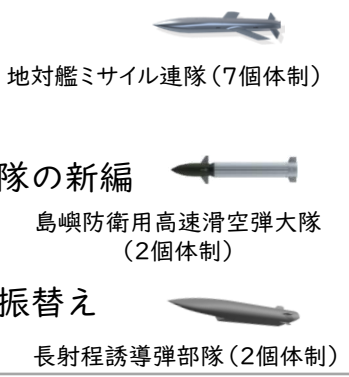 地対艦ミサイル連隊(7個体制)
隊の新編
島嶼防衛用高速滑空弾大隊
(2個体制)
振替え
長射程誘導弾部隊(2個体制)